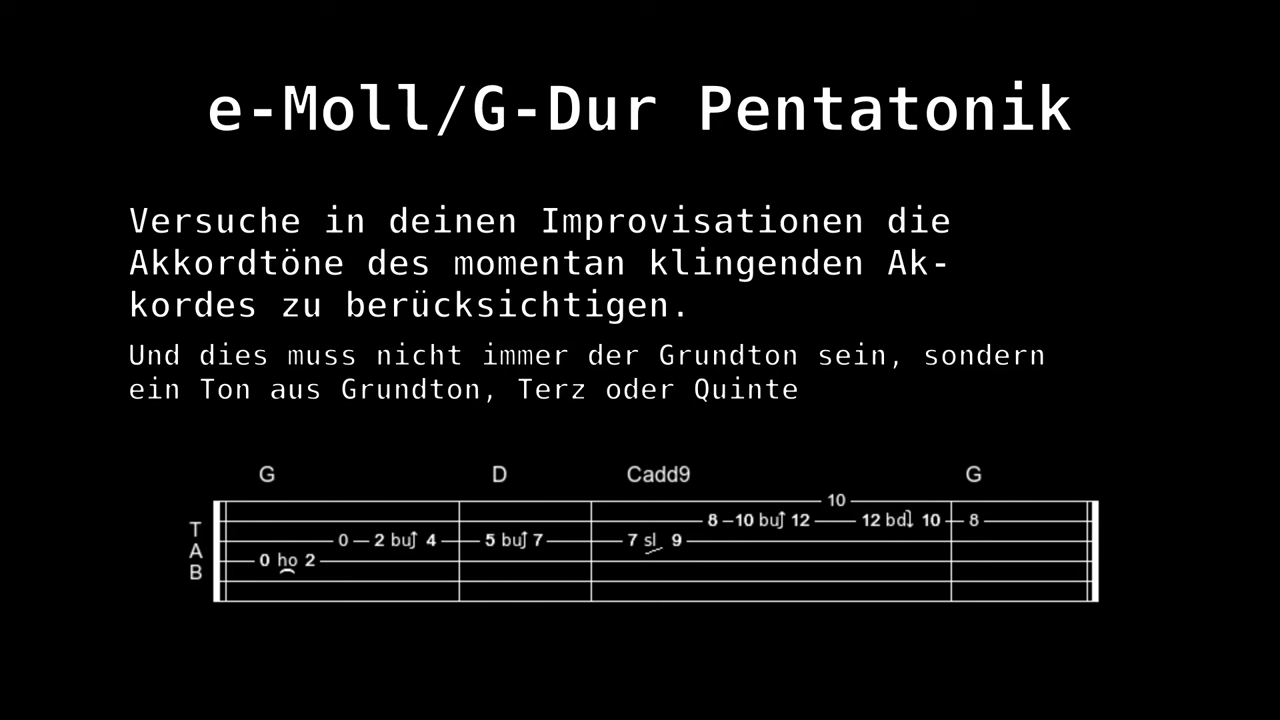 e-Moll/G-Dur Pentatonik
Versuche in deinen Improvisationen die
Akkordtöne des momentan klingenden Ak-
kordes zu berücksichtigen.
Und dies muss nicht immer der Grundton sein, sondern
ein Ton aus Grundton, Terz oder Quinte
G D Cadd9 G
10
8 10 bu 12 12 bd 10 8
T 0 2 bu 4 5 bu 7 7 sl 9
A 0 ho 2
B